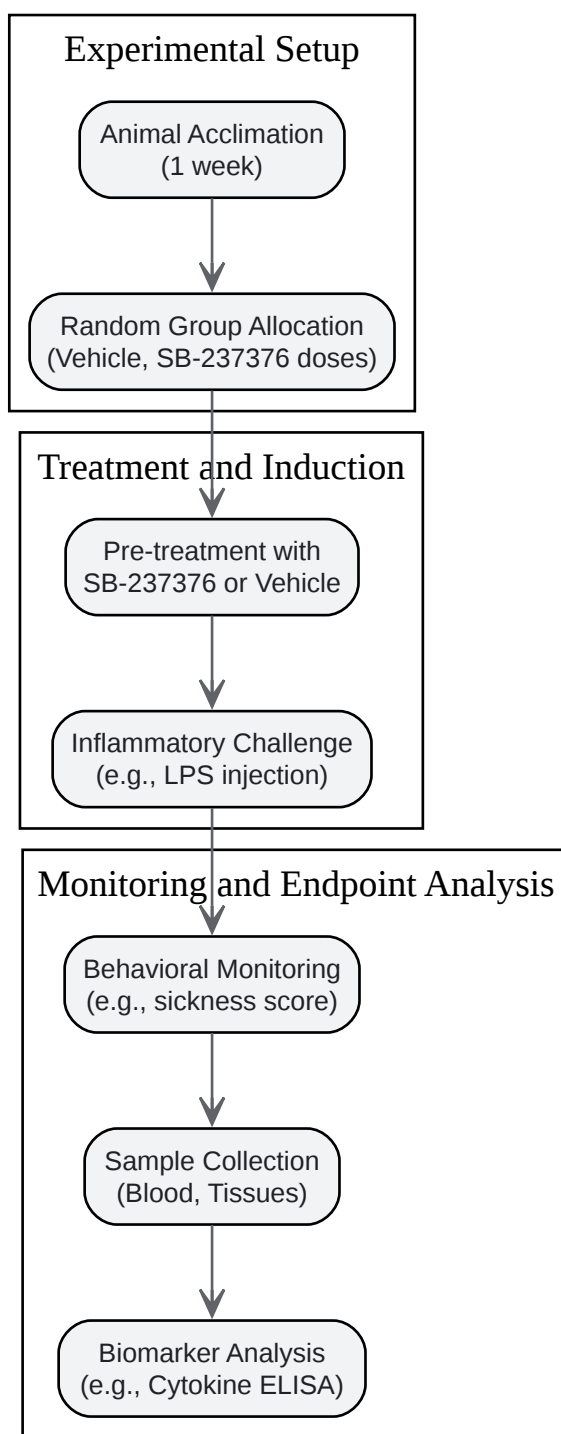 Experimental Setup
Animal Acclimation
(1 week)
Random Group Allocation
(Vehicle, SB-237376 doses)
Treatment and Induction
Pre-treatment with
SB-237376 or Vehicle
Inflammatory Challenge
(e.g., LPS injection)
Monitoring and Endpoint Analysis
Behavioral Monitoring
(e.g., sickness score)
Sample Collection
(Blood, Tissues)
Biomarker Analysis
(e.g., Cytokine ELISA)